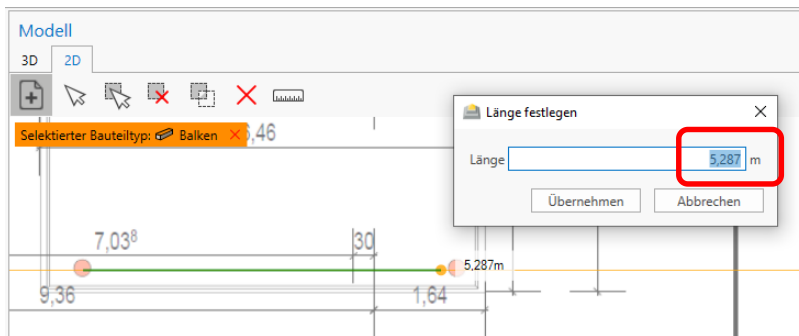 Modell
3D 2D
Selektierter Bauteiltyp: Balken
6,46
Länge festlegen
Länge 5,287 m
Übernehmen Abbrechen
7,03⁸ 30
5,287m
9,36 1,64